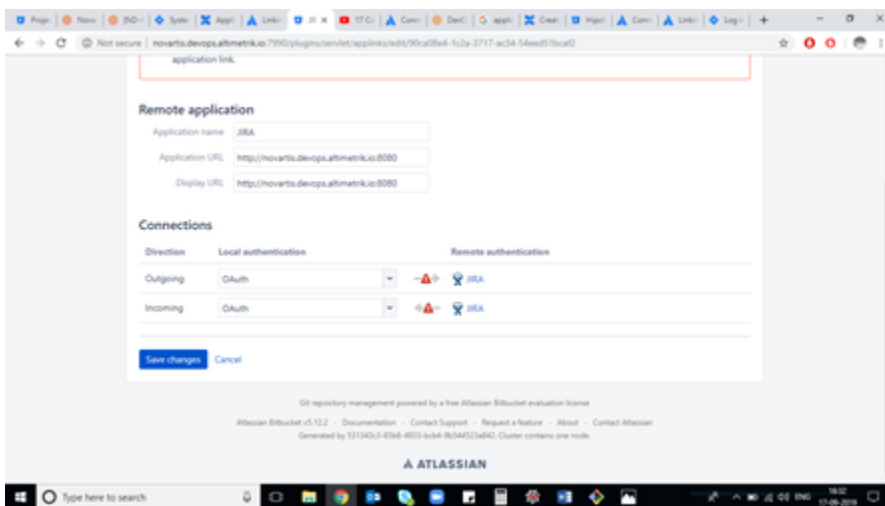 Not secure | novartis.devops.altimetrik.io:7990/plugins/servlet/applinks/edit/90ca08e4-1c2a-3717-ac34-54eed51bcaf2
application link.
Remote application
Application name JIRA
Application URL http://novartis.devops.altimetrik.io:8080
Display URL http://novartis.devops.altimetrik.io:8080
Connections
Direction Local authentication Remote authentication
Outgoing OAuth JIRA
Incoming OAuth JIRA
Save changes Cancel
Git repository management powered by a free Atlassian Bitbucket evaluation license
Atlassian Bitbucket v5.12.2 - Documentation - Contact Support - Request a feature - About - Contact Atlassian
Cluster contains one node.
ATLASSIAN
Type here to search
ENG
16:02
17-09-2019